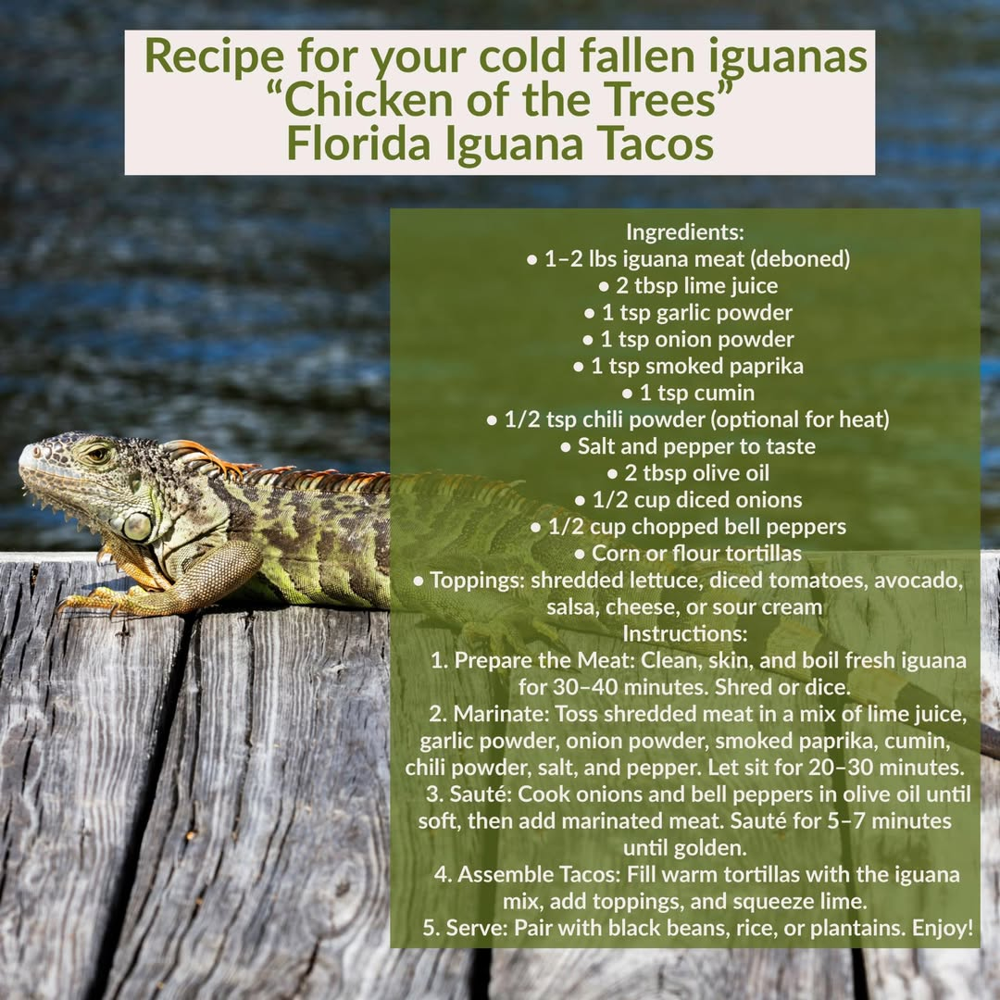 Recipe for your cold fallen iguanas
“Chicken of the Trees”
Florida Iguana Tacos
Ingredients:
• 1–2 lbs iguana meat (deboned)
• 2 tbsp lime juice
• 1 tsp garlic powder
• 1 tsp onion powder
• 1 tsp smoked paprika
• 1 tsp cumin
• 1/2 tsp chili powder (optional for heat)
• Salt and pepper to taste
• 2 tbsp olive oil
• 1/2 cup diced onions
• 1/2 cup chopped bell peppers
• Corn or flour tortillas
• Toppings: shredded lettuce, diced tomatoes, avocado,
salsa, cheese, or sour cream
Instructions:
1. Prepare the Meat: Clean, skin, and boil fresh iguana
for 30–40 minutes. Shred or dice.
2. Marinate: Toss shredded meat in a mix of lime juice,
garlic powder, onion powder, smoked paprika, cumin,
chili powder, salt, and pepper. Let sit for 20–30 minutes.
3. Sauté: Cook onions and bell peppers in olive oil until
soft, then add marinated meat. Sauté for 5–7 minutes
until golden.
4. Assemble Tacos: Fill warm tortillas with the iguana
mix, add toppings, and squeeze lime.
5. Serve: Pair with black beans, rice, or plantains. Enjoy!